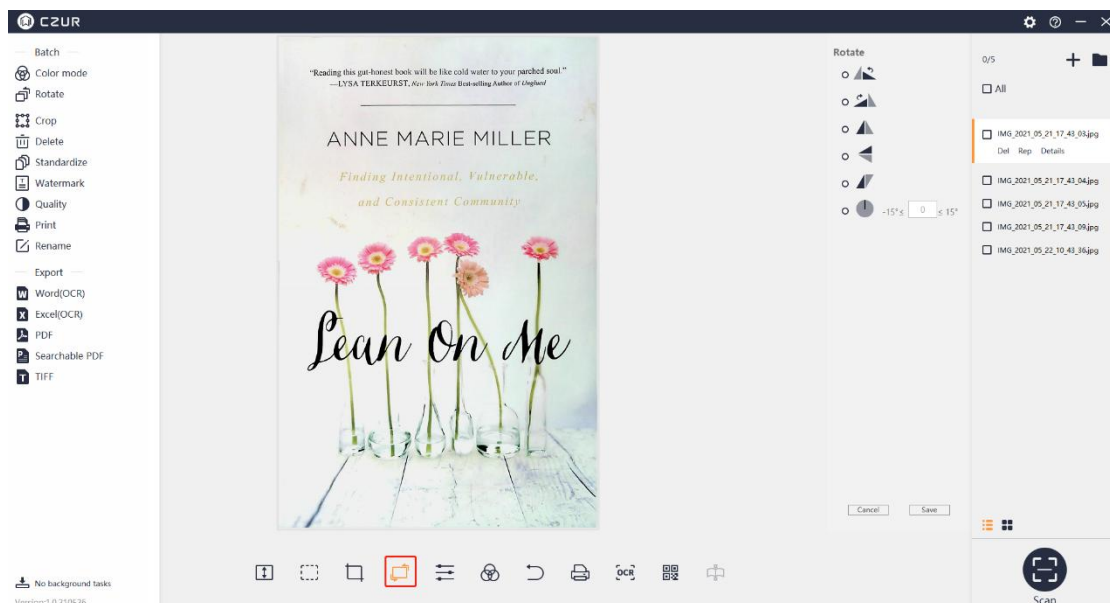 CZUR
Batch
Color mode
Rotate
Crop
Delete
Standardize
Watermark
Quality
Print
Rename
Export
Word(OCR)
Excel(OCR)
PDF
Searchable PDF
TIFF
No background tasks
"Reading this gut-honest book will be like cold water to your parched soul."
—LYSA TERKEURST, New York Times Best-selling Author of Uninvited
ANNE MARIE MILLER
Finding Intentional, Vulnerable,
and Consistent Community
Lean On Me
OCR
Rotate
-15°≤ 0 ≤ 15°
Cancel Save
0/5
All
IMG_2021_05_21_17_43_03.jpg
Del Rep Details
IMG_2021_05_21_17_43_04.jpg
IMG_2021_05_21_17_43_05.jpg
IMG_2021_05_21_17_43_09.jpg
IMG_2021_05_22_10_43_36.jpg
Scan